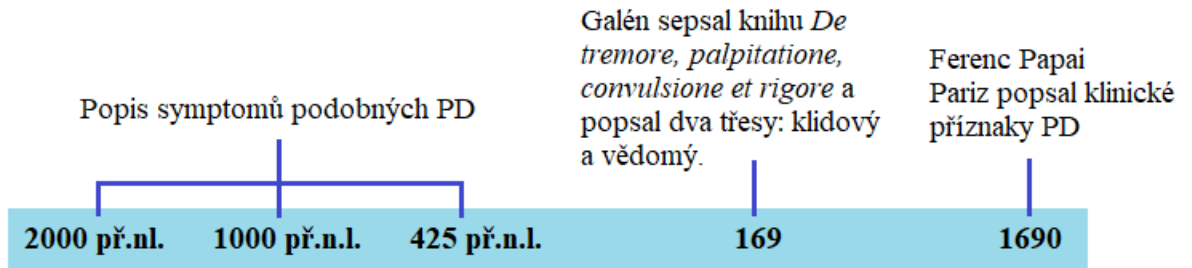 Popis symptomů podobných PD
Galén sepsal knihu De
tremore, palpitatione,
convulsione et rigore a
popsal dva třesy: klidový
a vědomý.
Ferenc Papai
Pariz popsal klinické
příznaky PD
2000 př.nl. 1000 př.n.l. 425 př.n.l. 169 1690